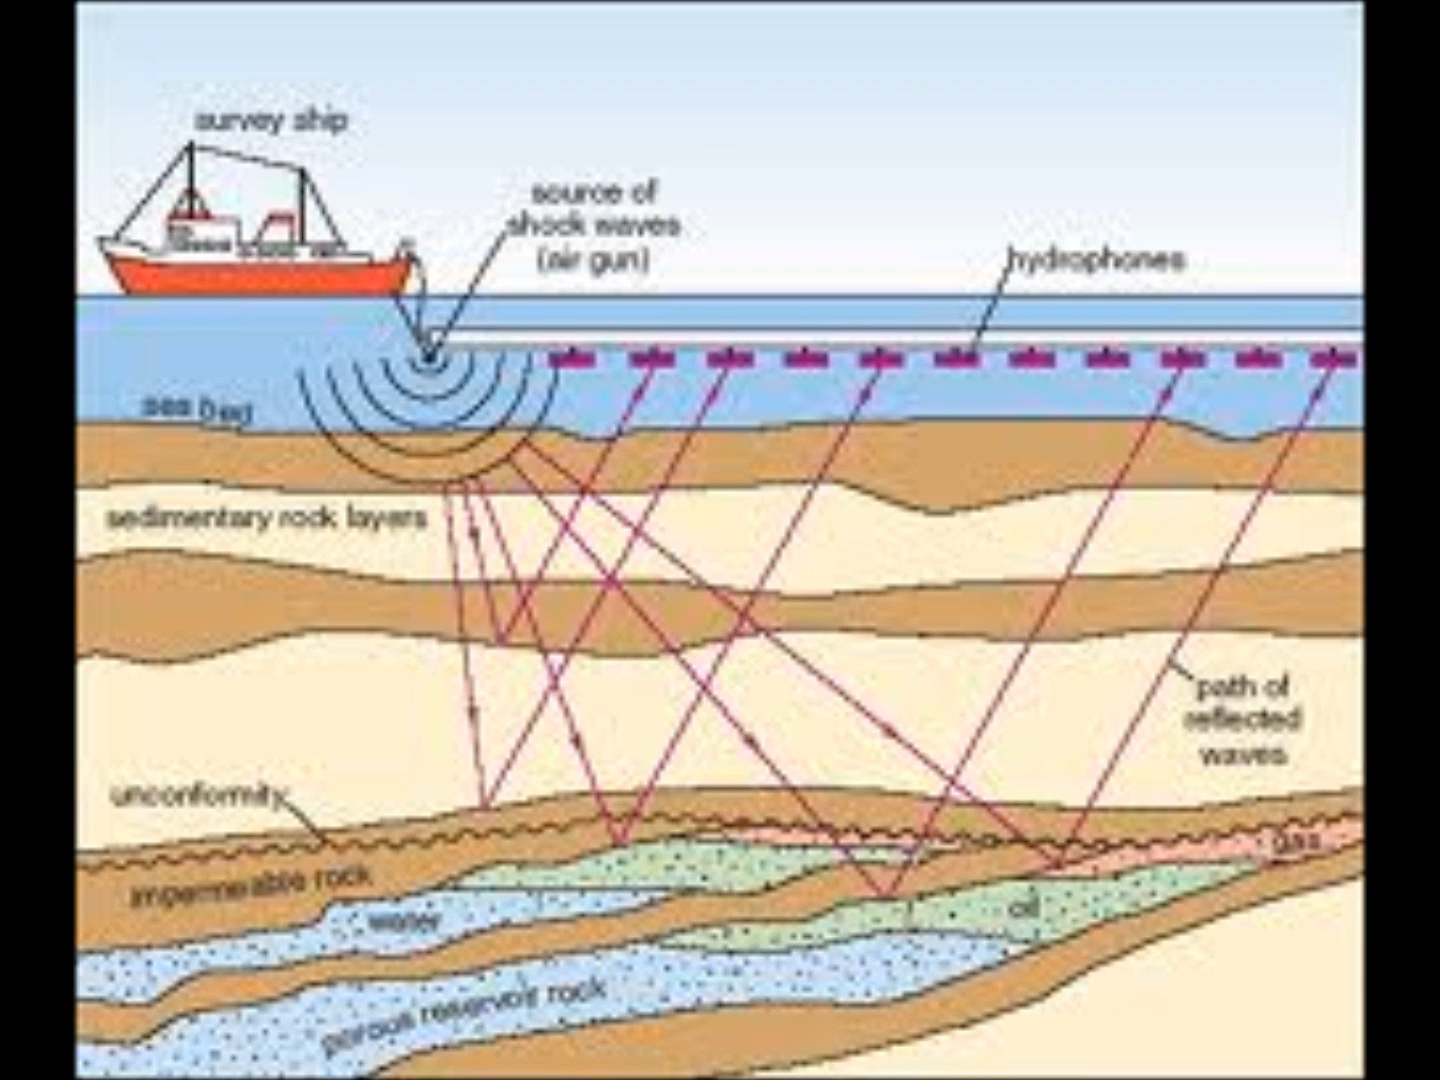 survey ship
source of
shock waves
(air gun)
hydrophones
sea bed
sedimentary rock layers
path of
reflected
waves
unconformity
gas
impermeable rock
oil
water
porous reservoir rock